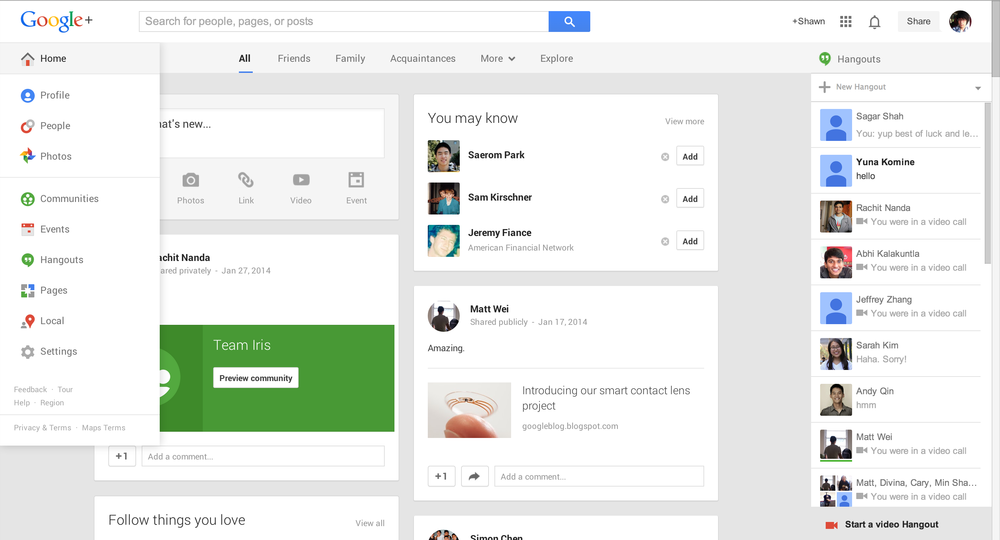 Google+
Search for people, pages, or posts
+Shawn
Share
Home
Profile
People
Photos
Communities
Events
Hangouts
Pages
Local
Settings
Feedback · Tour
Help · Region
Privacy & Terms · Maps Terms
All Friends Family Acquaintances More Explore
hat's new...
Photos Link Video Event
achit Nanda
ared privately - Jan 27, 2014
Team Iris
Preview community
+1 Add a comment...
Follow things you love
View all
You may know
View more
Saerom Park
Add
Sam Kirschner
Add
Jeremy Fiance
American Financial Network
Add
Matt Wei
Shared publicly - Jan 17, 2014
Amazing.
Introducing our smart contact lens
project
googleblog.blogspot.com
+1 Add a comment...
Simon Chen
Hangouts
New Hangout
Sagar Shah
You: yup best of luck and le...
Yuna Komine
hello
Rachit Nanda
You were in a video call
Abhi Kalakuntla
You were in a video call
Jeffrey Zhang
You were in a video call
Sarah Kim
Haha. Sorry!
Andy Qin
hmm
Matt Wei
You were in a video call
Matt, Divina, Cary, Min Sha...
You were in a video call
Start a video Hangout